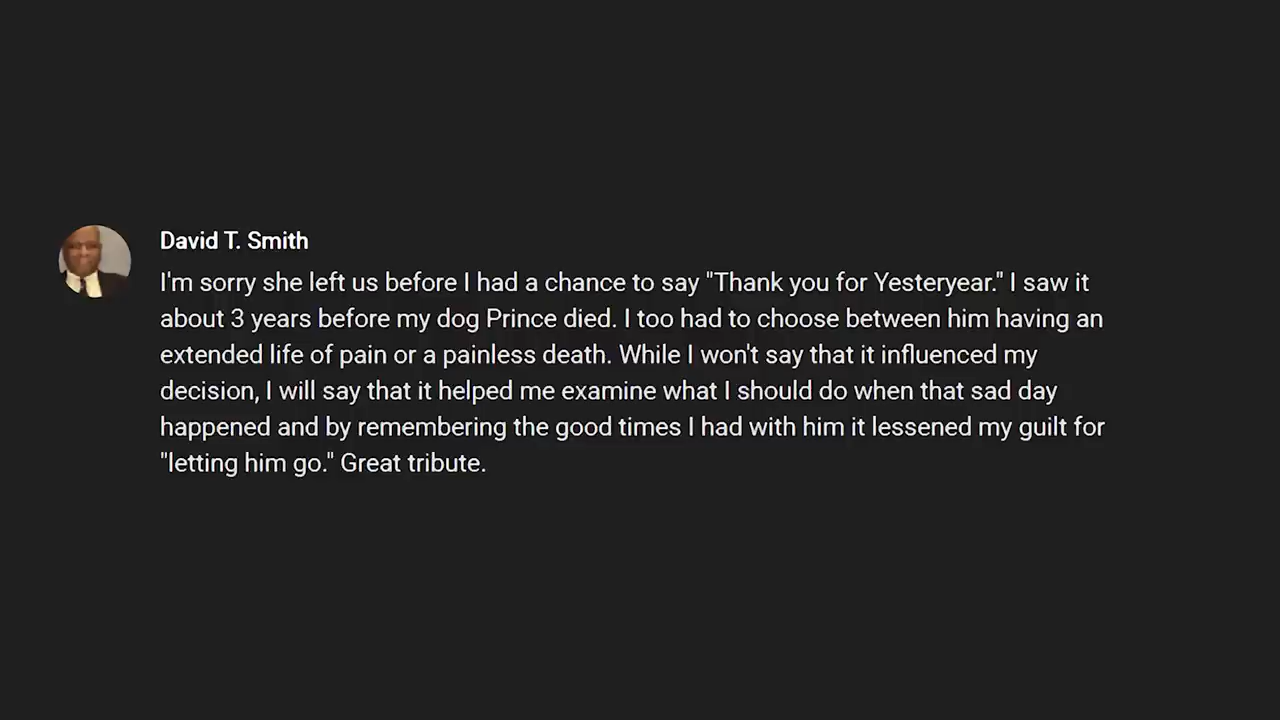 David T. Smith
I'm sorry she left us before I had a chance to say "Thank you for Yesteryear." I saw it
about 3 years before my dog Prince died. I too had to choose between him having an
extended life of pain or a painless death. While I won't say that it influenced my
decision, I will say that it helped me examine what I should do when that sad day
happened and by remembering the good times I had with him it lessened my guilt for
"letting him go." Great tribute.